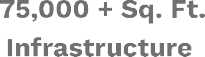 75,000 + Sq. Ft.
Infrastructure